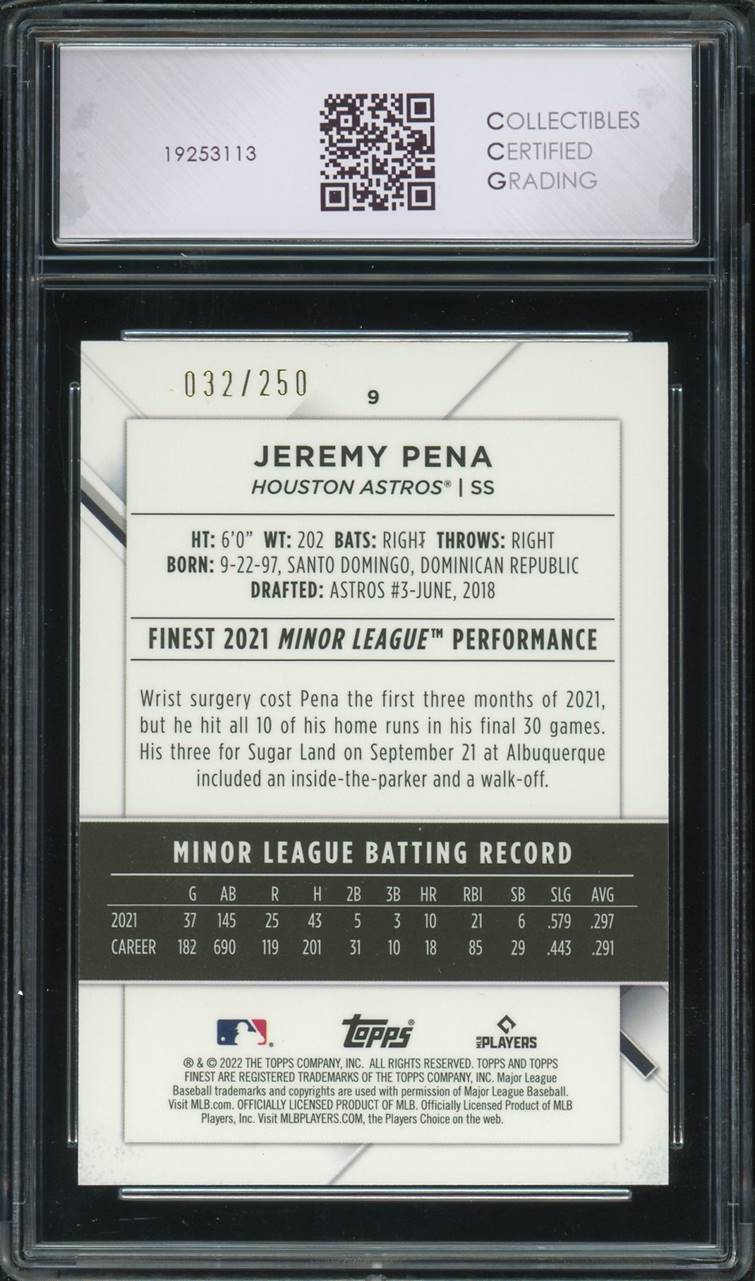 19253113
COLLECTIBLES
CERTIFIED
GRADING
032/250
9
JEREMY PENA
HOUSTON ASTROS® | SS
HT: 6'0" WT: 202 BATS: RIGHT THROWS: RIGHT
BORN: 9-22-97, SANTO DOMINGO, DOMINICAN REPUBLIC
DRAFTED: ASTROS #3-JUNE, 2018
FINEST 2021 MINOR LEAGUE™ PERFORMANCE
Wrist surgery cost Pena the first three months of 2021,
but he hit all 10 of his home runs in his final 30 games.
His three for Sugar Land on September 21 at Albuquerque
included an inside-the-parker and a walk-off.
MINOR LEAGUE BATTING RECORD
G AB R H 2B 3B HR RBI SB SLG AVG
2021 37 145 25 43 5 3 10 21 6 .579 .297
CAREER 182 690 119 201 31 10 18 85 29 .443 .291
Topps® MLB PLAYERS
® & © 2022 THE TOPPS COMPANY, INC. ALL RIGHTS RESERVED. TOPPS AND TOPPS
FINEST ARE REGISTERED TRADEMARKS OF THE TOPPS COMPANY, INC. Major League
Baseball trademarks and copyrights are used with permission of Major League Baseball.
Visit MLB.com. OFFICIALLY LICENSED PRODUCT OF MLB. Officially Licensed Product of MLB
Players, Inc. Visit MLBPLAYERS.COM, the Players Choice on the web.